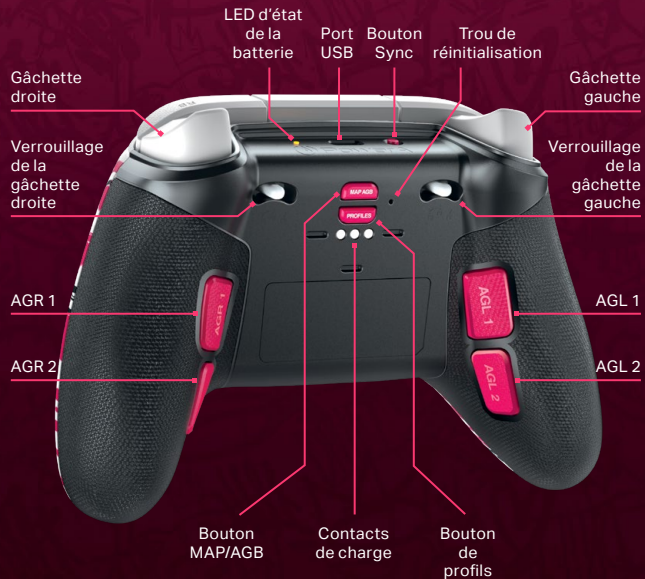 LED d'état
de la
batterie
Port
USB
Bouton
Sync
Trou de
réinitialisation
Gâchette
droite
Gâchette
gauche
Verrouillage
de la
gâchette
droite
Verrouillage
de la
gâchette
gauche
MAP AGB
PROFILES
AGR 1
AGR 1
AGL 1
AGL 1
AGR 2
AGL 2
AGL 2
Bouton
MAP/AGB
Contacts
de charge
Bouton
de
profils